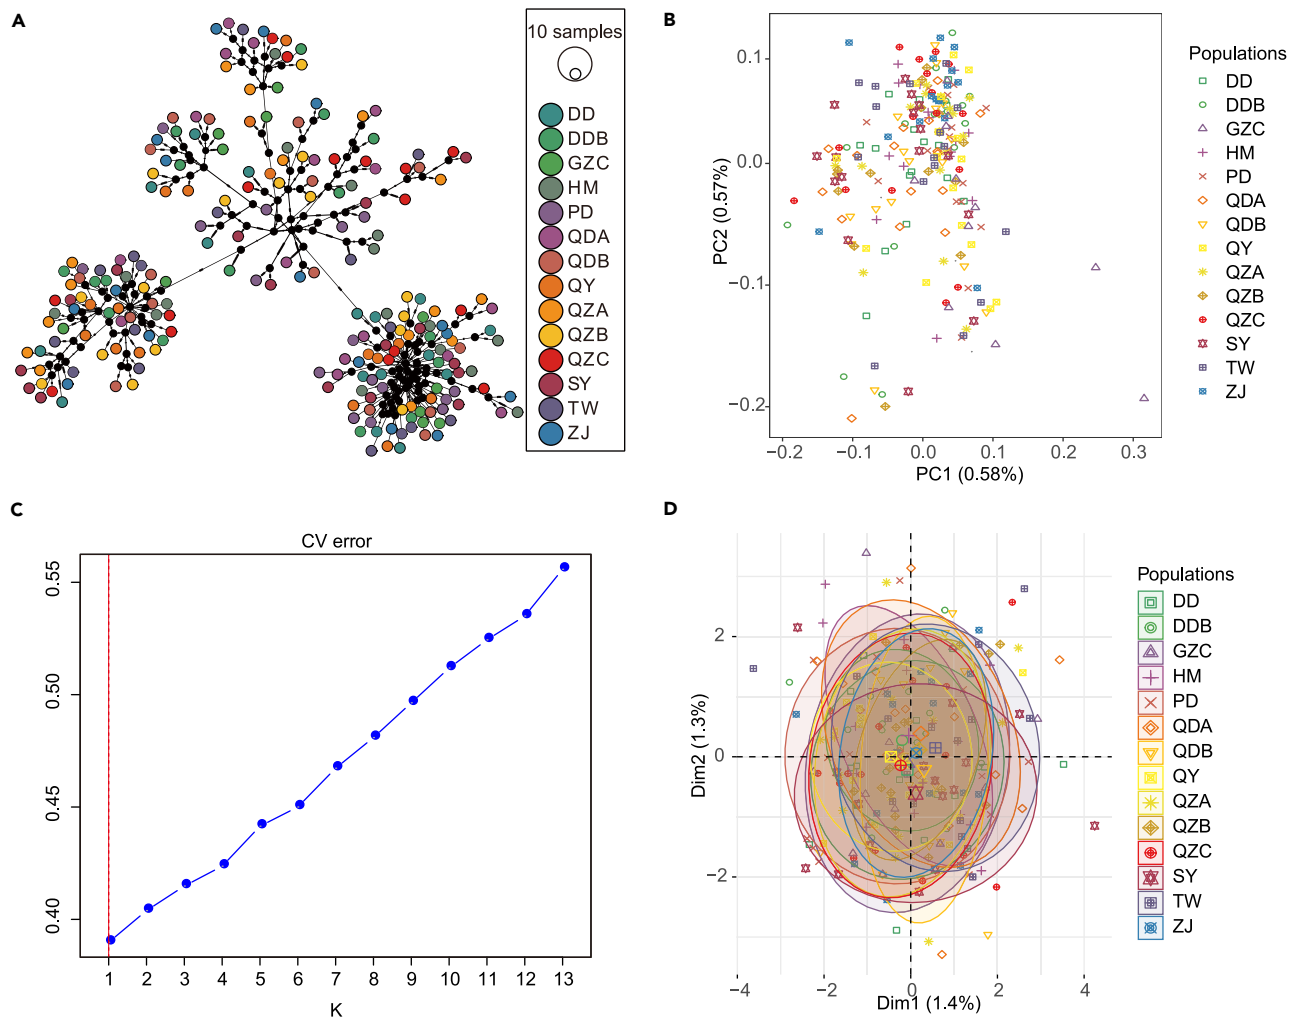 A
10 samples
DD
DDB
GZC
HM
PD
QDA
QDB
QY
QZA
QZB
QZC
SY
TW
ZJ
B
PC2 (0.57%)
0.1
0.0
−0.1
−0.2
−0.2
−0.1
0.0
0.1
0.2
0.3
PC1 (0.58%)
Populations
DD
DDB
GZC
HM
PD
QDA
QDB
QY
QZA
QZB
QZC
SY
TW
ZJ
C
CV error
0.55
0.50
0.45
0.40
1 2 3 4 5 6 7 8 9 10 11 12 13
K
D
Dim2 (1.3%)
2
0
−2
−4
−2
0
2
4
Dim1 (1.4%)
Populations
DD
DDB
GZC
HM
PD
QDA
QDB
QY
QZA
QZB
QZC
SY
TW
ZJ